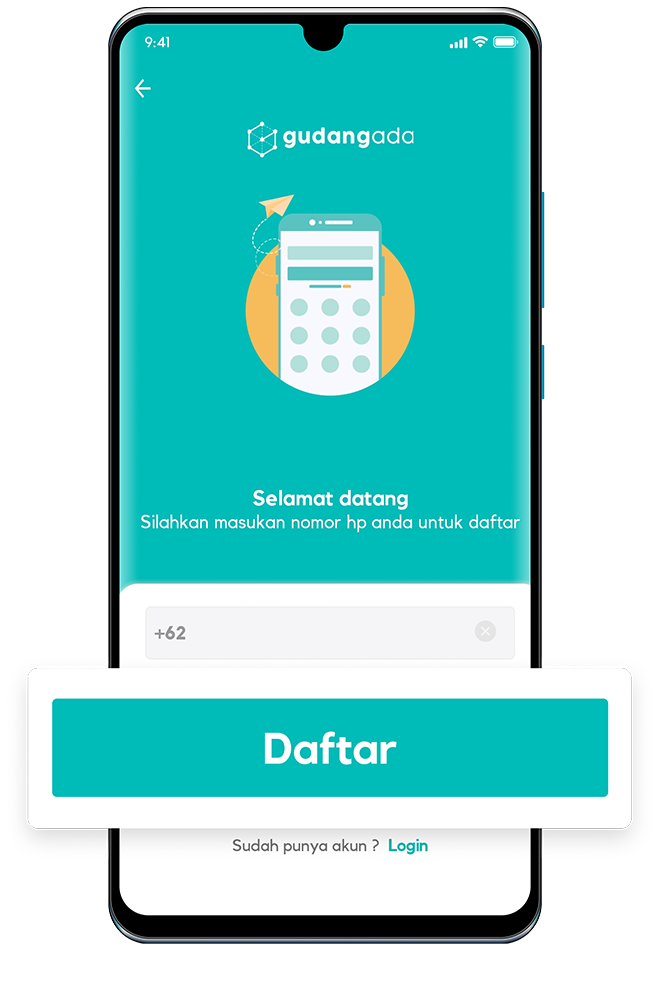 9:41
gudangada
Selamat datang
Silahkan masukan nomor hp anda untuk daftar
+62
Daftar
Sudah punya akun ? Login